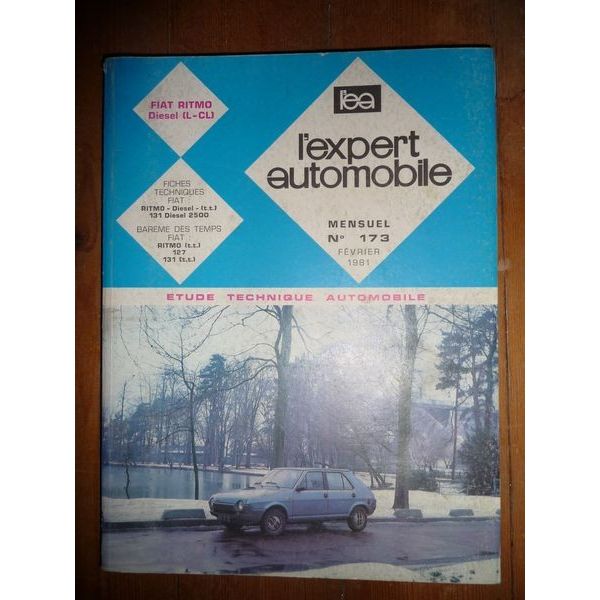 FIAT RITMO
Diesel (L-CL)
FICHES
TECHNIQUES
FIAT :
RITMO - Diesel - (t.t.)
131 Diesel 2500
BAREME DES TEMPS
FIAT :
RITMO (t.t.)
127
131 (t.t.)
l'ea
l'expert
automobile
MENSUEL
N° 173
FÉVRIER
1981
ETUDE TECHNIQUE AUTOMOBILE